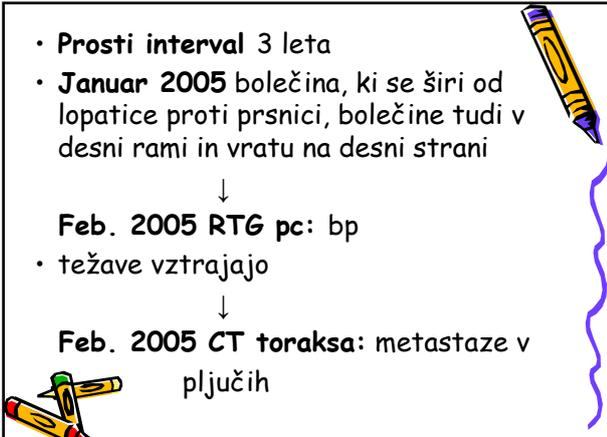 • Prosti interval 3 leta
• Januar 2005 bolečina, ki se širi od
lopatice proti prsnici, bolečine tudi v
desni rami in vratu na desni strani
↓
Feb. 2005 RTG pc: bp
• težave vztrajajo
↓
Feb. 2005 CT toraksa: metastaze v
pljučih